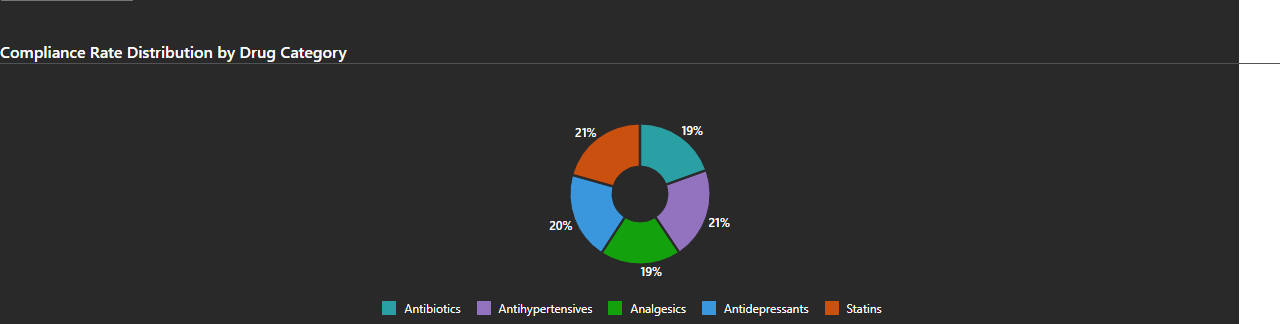 Compliance Rate Distribution by Drug Category
21%
19%
20%
21%
19%
Antibiotics
Antihypertensives
Analgesics
Antidepressants
Statins